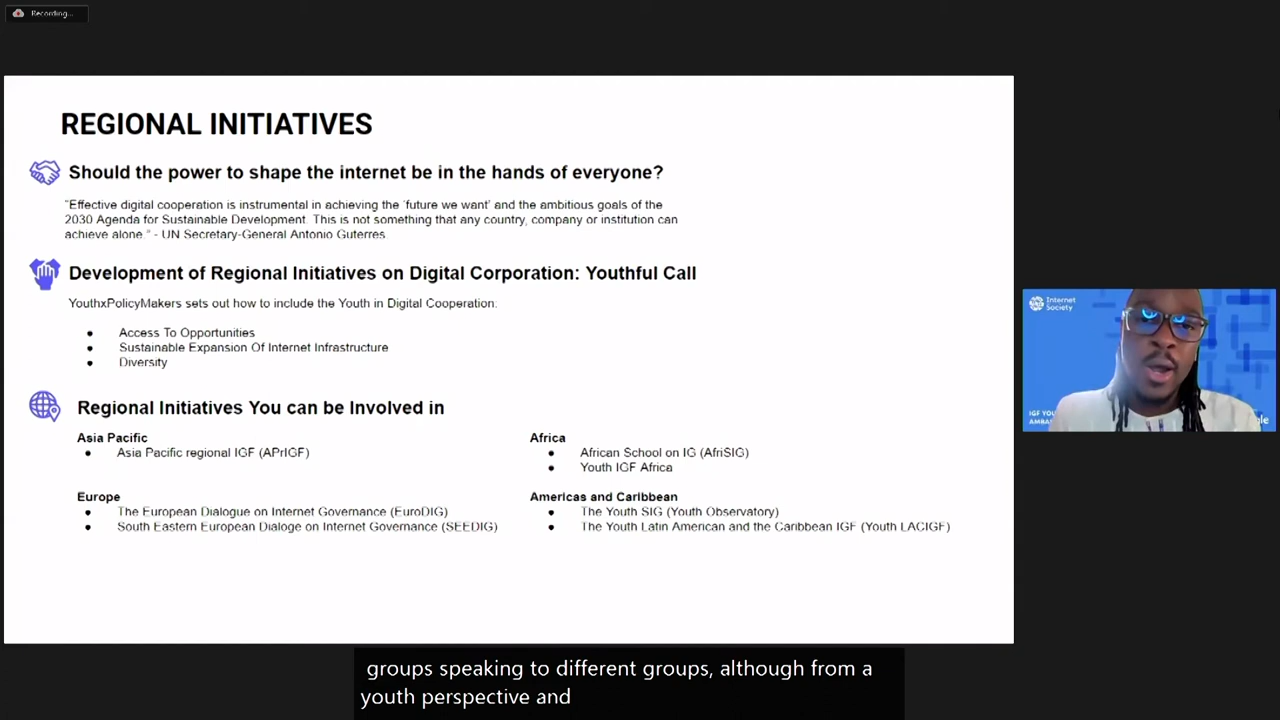 Recording...
REGIONAL INITIATIVES
Should the power to shape the internet be in the hands of everyone?
"Effective digital cooperation is instrumental in achieving the 'future we want' and the ambitious goals of the
2030 Agenda for Sustainable Development. This is not something that any country, company or institution can
achieve alone." - UN Secretary-General Antonio Guterres.
Development of Regional Initiatives on Digital Corporation: Youthful Call
YouthxPolicyMakers sets out how to include the Youth in Digital Cooperation:
● Access To Opportunities
● Sustainable Expansion Of Internet Infrastructure
● Diversity
Regional Initiatives You can be Involved in
Asia Pacific
● Asia Pacific regional IGF (APrIGF)
Europe
● The European Dialogue on Internet Governance (EuroDIG)
● South Eastern European Dialoge on Internet Governance (SEEDIG)
Africa
● African School on IG (AfriSIG)
● Youth IGF Africa
Americas and Caribbean
● The Youth SIG (Youth Observatory)
● The Youth Latin American and the Caribbean IGF (Youth LACIGF)
Internet
Society
IGF YOU
AMBA
groups speaking to different groups, although from a
youth perspective and